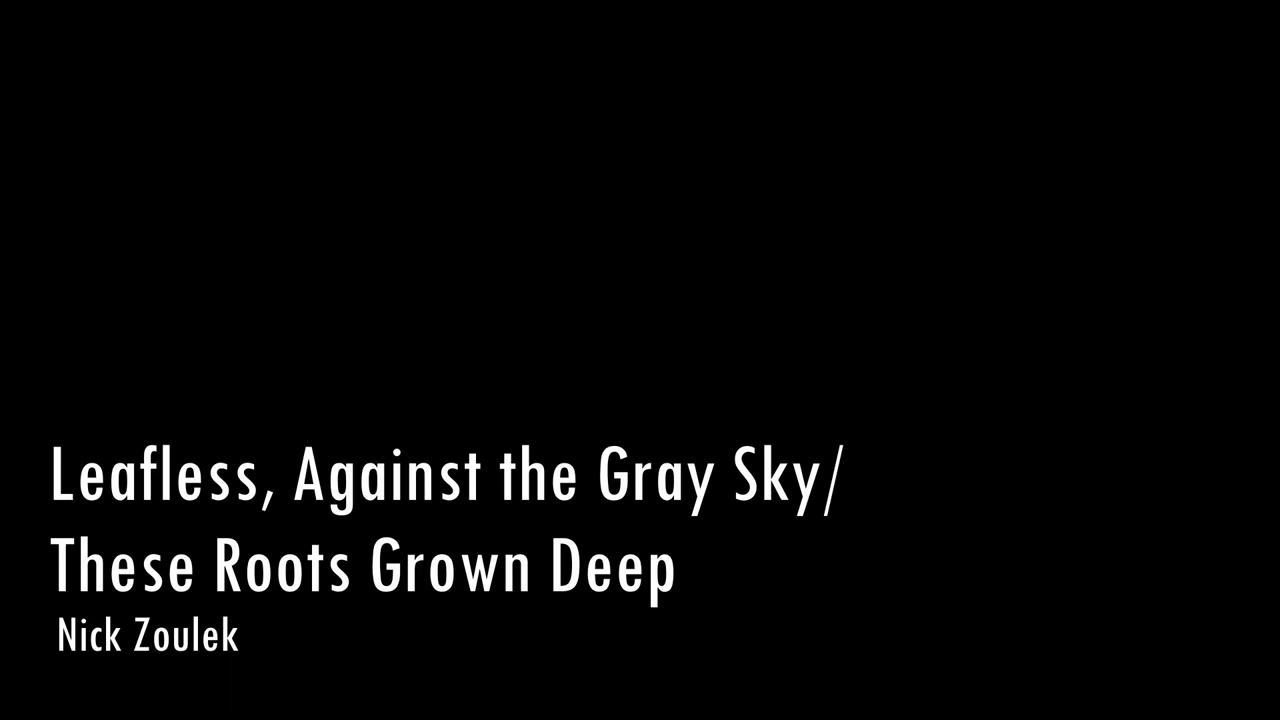 Leafless, Against the Gray Sky/
These Roots Grown Deep
Nick Zoulek